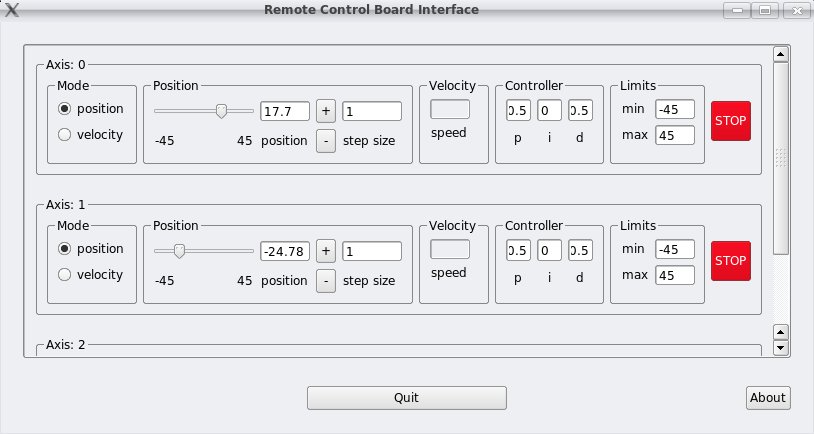 Remote Control Board Interface
Axis: 0
Mode Position Velocity Controller Limits
position 17.7 + 1 0.5 0 0.5 min -45 STOP
velocity -45 45 position - step size speed p i d max 45
Axis: 1
Mode Position Velocity Controller Limits
position -24.78 + 1 0.5 0 0.5 min -45 STOP
velocity -45 45 position - step size speed p i d max 45
Axis: 2
Quit About